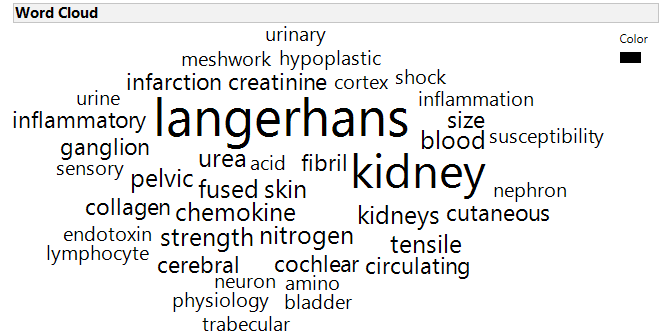 Word Cloud
Color
urinary
meshwork hypoplastic
infarction creatinine cortex shock
urine langerhans inflammation
inflammatory size
ganglion blood susceptibility
sensory urea acid fibril kidney
pelvic fused skin nephron
collagen chemokine kidneys cutaneous
endotoxin strength nitrogen tensile
lymphocyte cerebral cochlear circulating
neuron amino
physiology bladder
trabecular